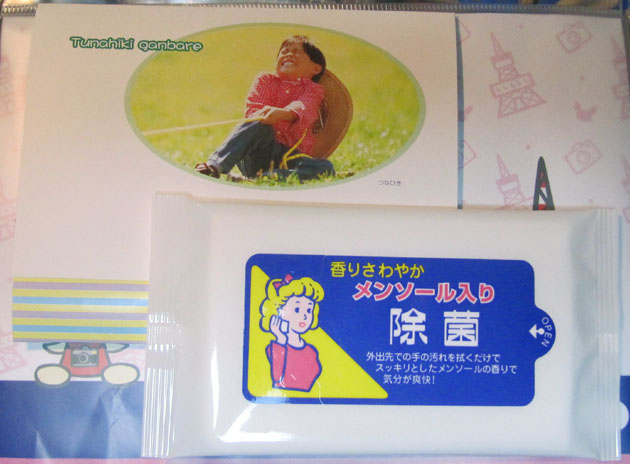 Tunahiki ganbare
つなひき
香りさわやか
メンソール入り
除菌
OPEN
外出先での手の汚れを拭くだけで
スッキリとしたメンソールの香りで
気分が爽快!